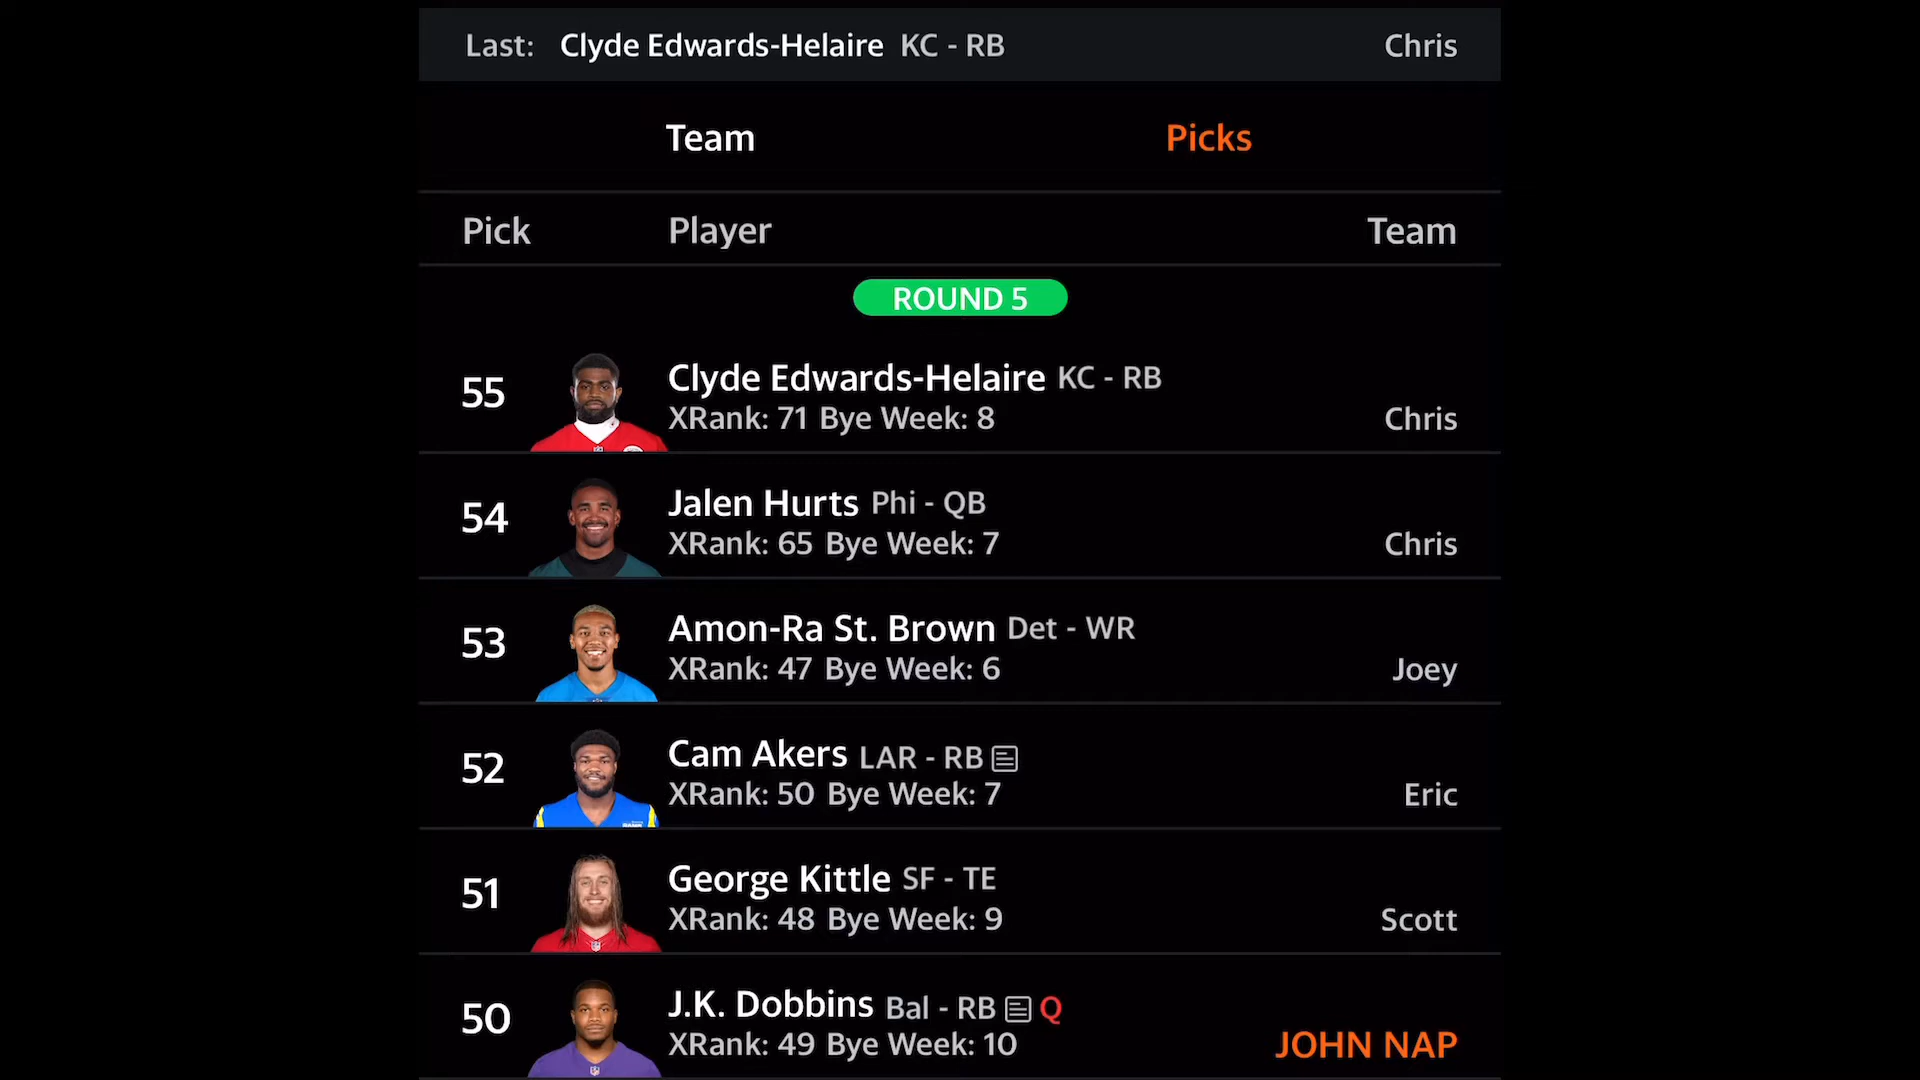 Last: Clyde Edwards-Helaire KC - RB Chris
Team Picks
Pick Player Team
ROUND 5
55 Clyde Edwards-Helaire KC - RB
XRank: 71 Bye Week: 8 Chris
54 Jalen Hurts Phi - QB
XRank: 65 Bye Week: 7 Chris
53 Amon-Ra St. Brown Det - WR
XRank: 47 Bye Week: 6 Joey
52 Cam Akers LAR - RB
XRank: 50 Bye Week: 7 Eric
51 George Kittle SF - TE
XRank: 48 Bye Week: 9 Scott
50 J.K. Dobbins Bal - RB Q
XRank: 49 Bye Week: 10 JOHN NAP